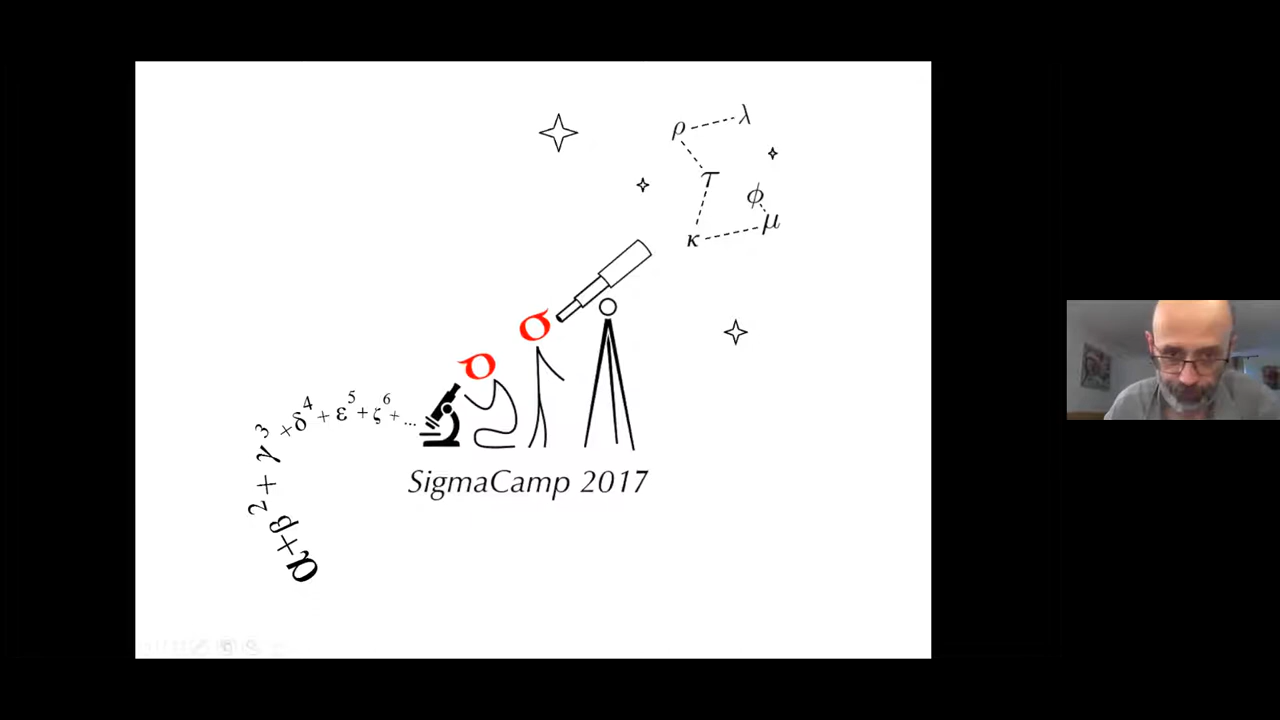 ρ λ
τ
ϕ
κ μ
σ
σ
α+β²+γ³+δ⁴+ε⁵+ζ⁶+...
SigmaCamp 2017